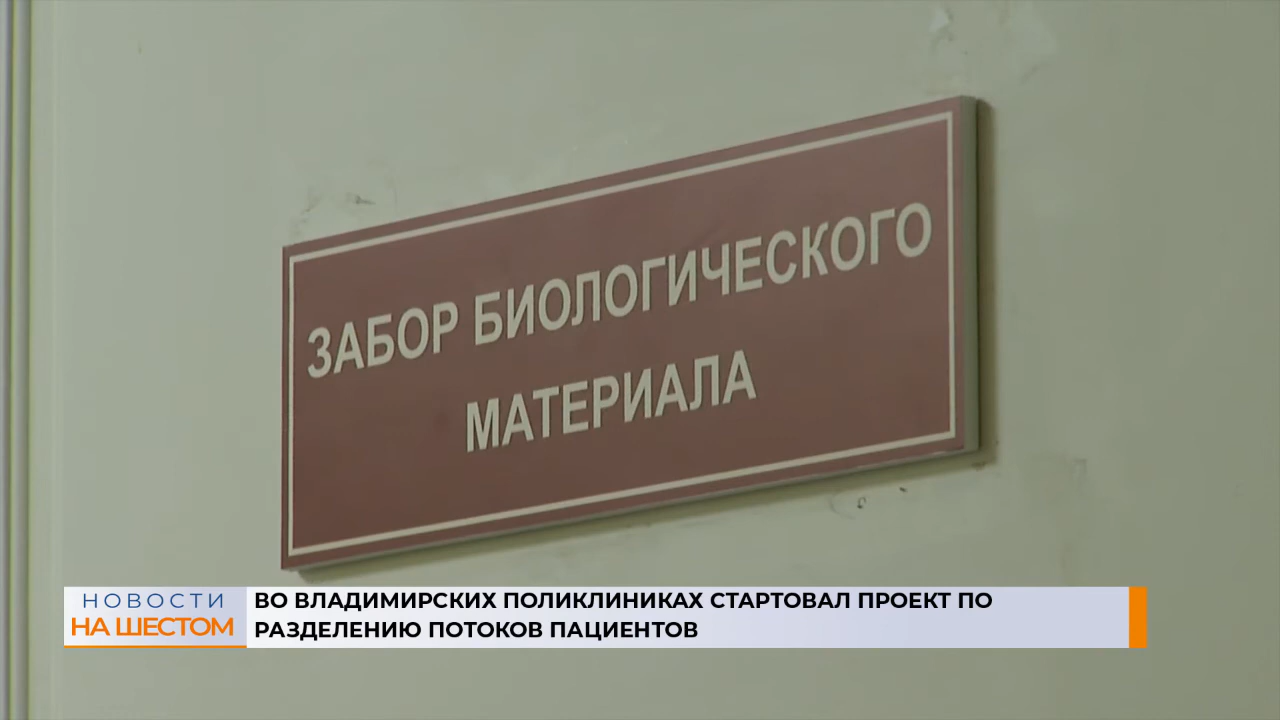 ЗАБОР БИОЛОГИЧЕСКОГО
МАТЕРИАЛА
НОВОСТИ
НА ШЕСТОМ
ВО ВЛАДИМИРСКИХ ПОЛИКЛИНИКАХ СТАРТОВАЛ ПРОЕКТ ПО
РАЗДЕЛЕНИЮ ПОТОКОВ ПАЦИЕНТОВ